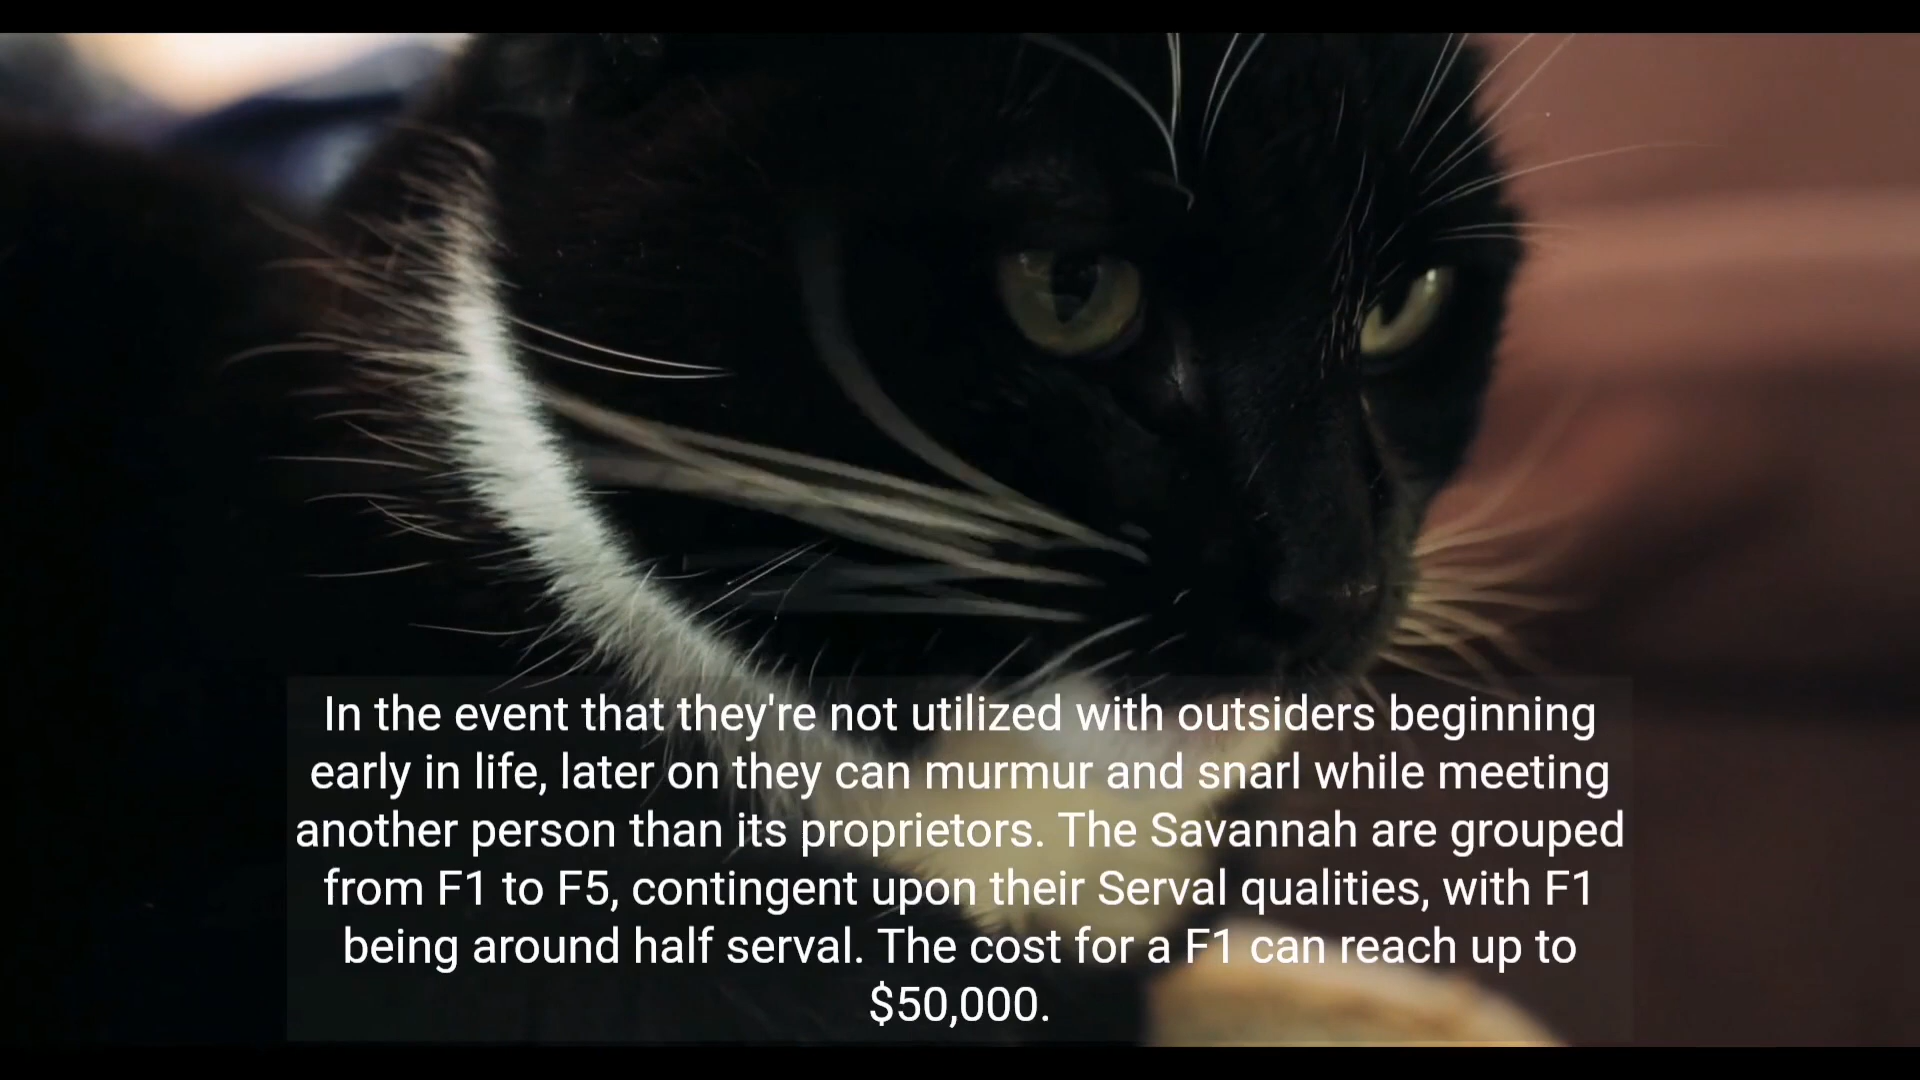 In the event that they're not utilized with outsiders beginning
early in life, later on they can murmur and snarl while meeting
another person than its proprietors. The Savannah are grouped
from F1 to F5, contingent upon their Serval qualities, with F1
being around half serval. The cost for a F1 can reach up to
$50,000.